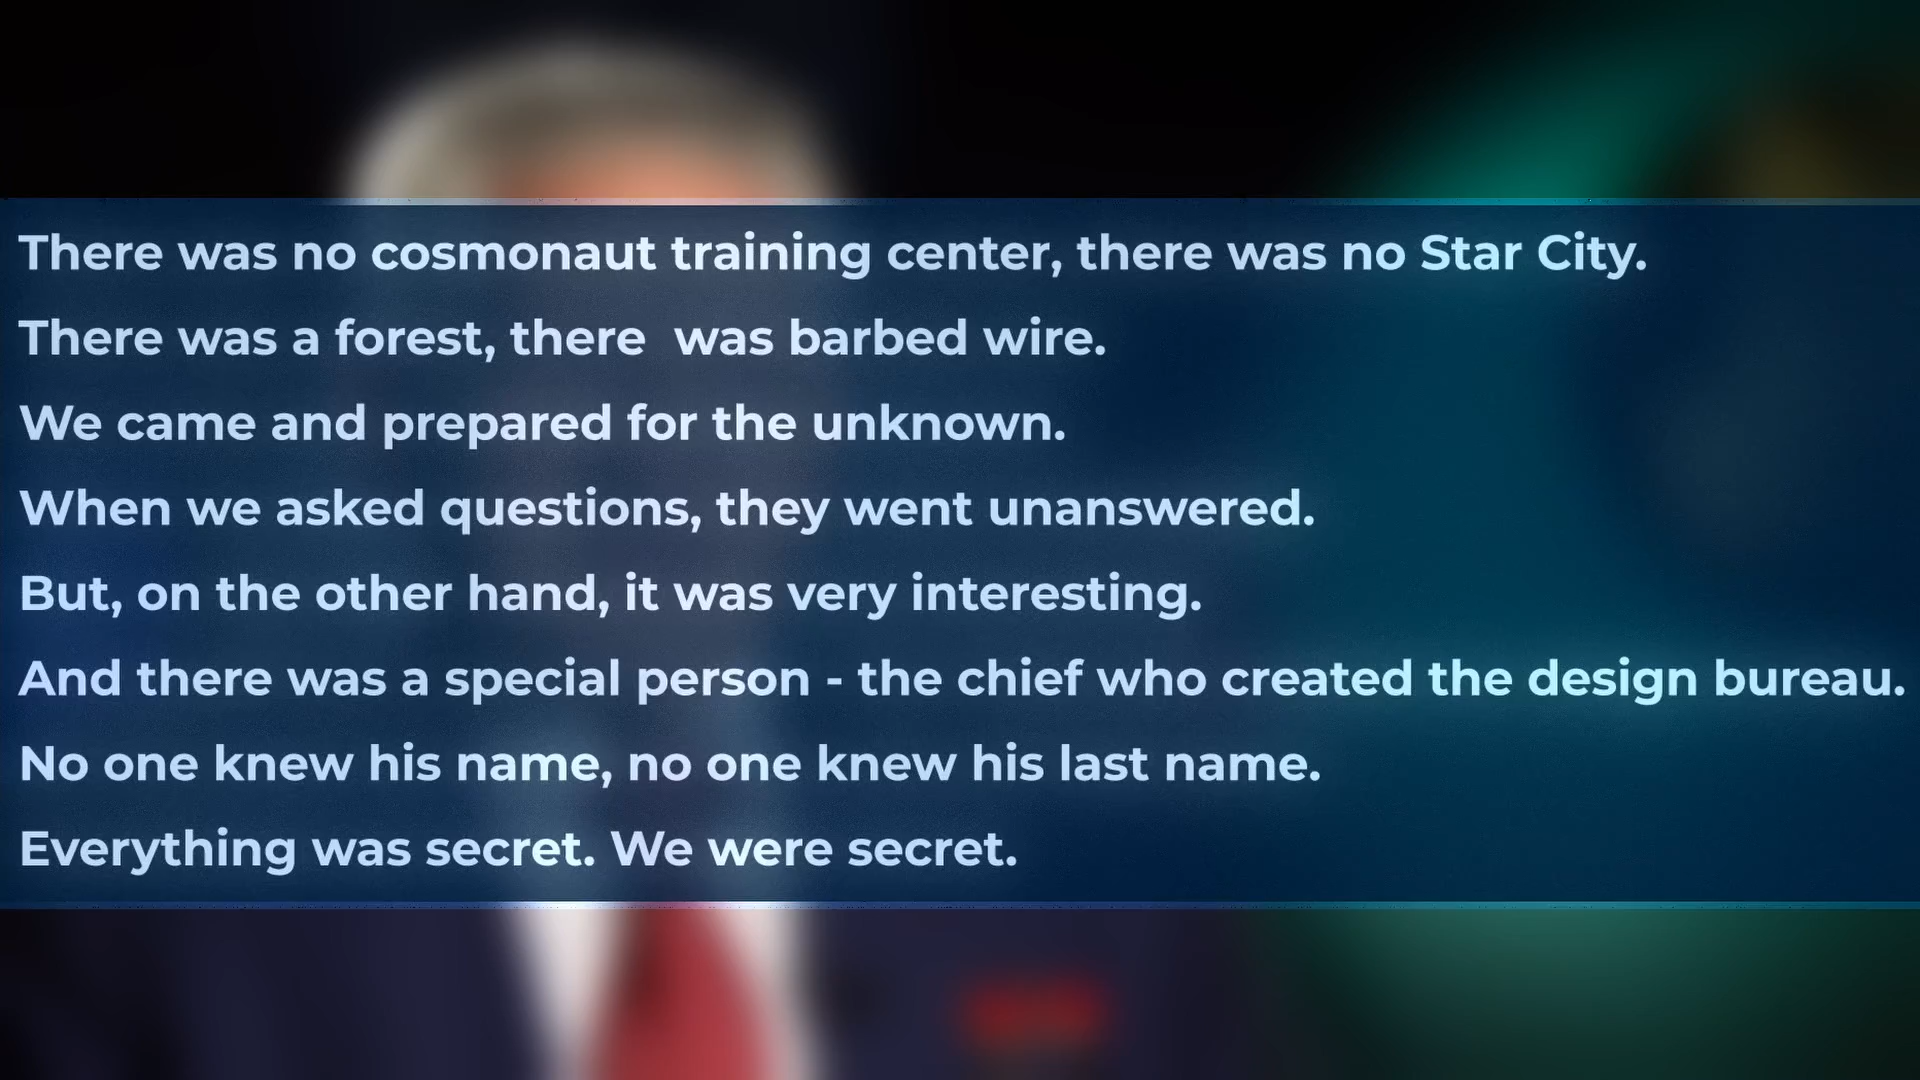 There was no cosmonaut training center, there was no Star City.
There was a forest, there  was barbed wire.
We came and prepared for the unknown.
When we asked questions, they went unanswered.
But, on the other hand, it was very interesting.
And there was a special person - the chief who created the design bureau.
No one knew his name, no one knew his last name.
Everything was secret. We were secret.